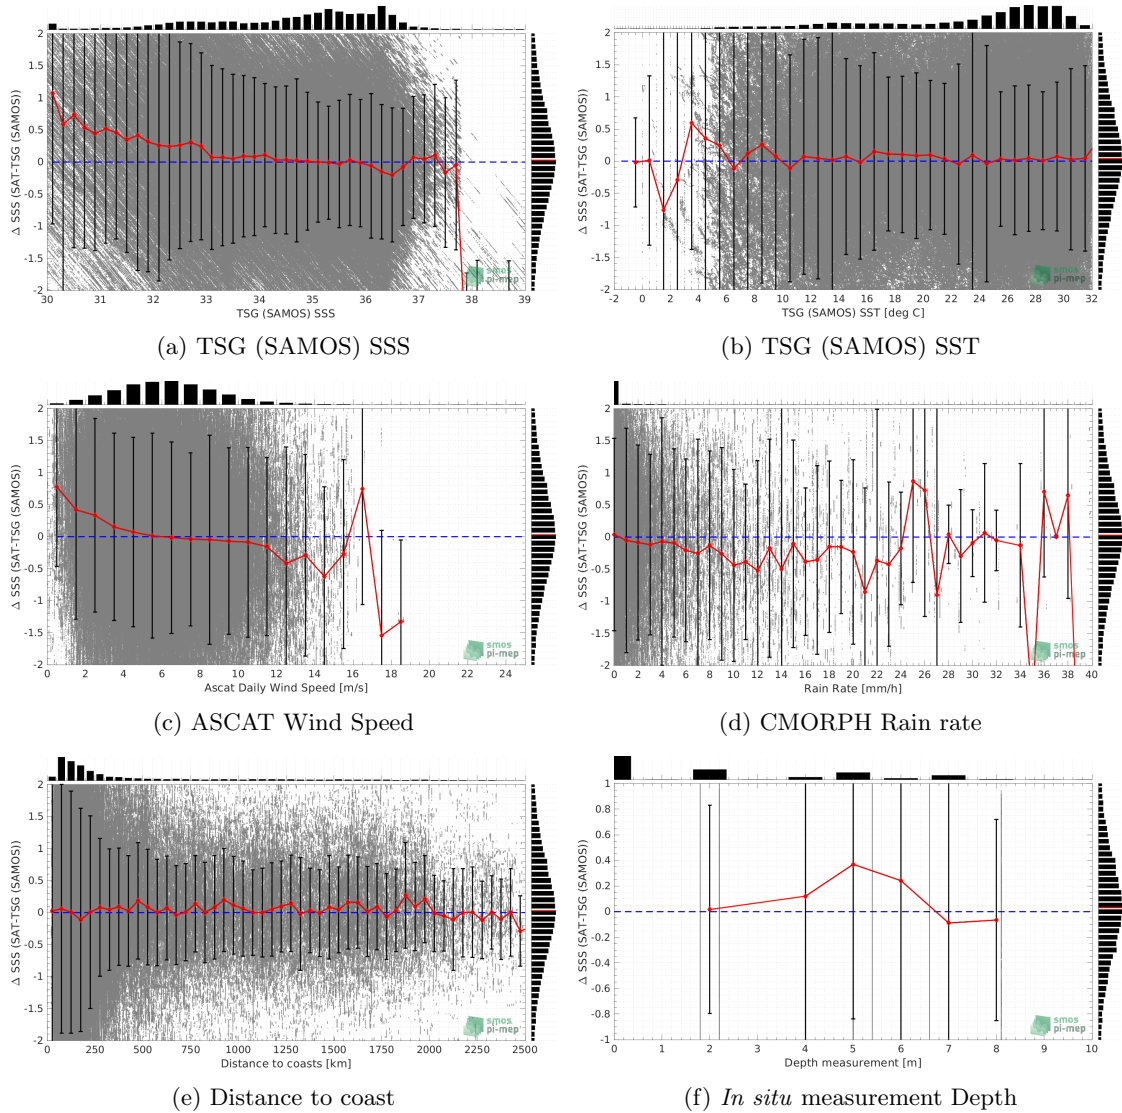 2
1.5
1
0.5
0
-0.5
-1
-1.5
-2
Δ SSS (SAT-TSG (SAMOS))
30 31 32 33 34 35 36 37 38 39
TSG (SAMOS) SSS
smos
pi-mep
(a) TSG (SAMOS) SSS
2
1.5
1
0.5
0
-0.5
-1
-1.5
-2
Δ SSS (SAT-TSG (SAMOS))
-2 0 2 4 6 8 10 12 14 16 18 20 22 24 26 28 30 32
TSG (SAMOS) SST [deg C]
smos
pi-mep
(b) TSG (SAMOS) SST
2
1.5
1
0.5
0
-0.5
-1
-1.5
-2
Δ SSS (SAT-TSG (SAMOS))
0 2 4 6 8 10 12 14 16 18 20 22 24
Ascat Daily Wind Speed [m/s]
smos
pi-mep
(c) ASCAT Wind Speed
2
1.5
1
0.5
0
-0.5
-1
-1.5
-2
Δ SSS (SAT-TSG (SAMOS))
0 2 4 6 8 10 12 14 16 18 20 22 24 26 28 30 32 34 36 38 40
Rain Rate [mm/h]
smos
pi-mep
(d) CMORPH Rain rate
2
1.5
1
0.5
0
-0.5
-1
-1.5
-2
Δ SSS (SAT-TSG (SAMOS))
0 250 500 750 1000 1250 1500 1750 2000 2250 2500
Distance to coasts [km]
smos
pi-mep
(e) Distance to coast
1
0.8
0.6
0.4
0.2
0
-0.2
-0.4
-0.6
-0.8
-1
Δ SSS (SAT-TSG (SAMOS))
0 1 2 3 4 5 6 7 8 9 10
Depth measurement [m]
smos
pi-mep
(f) In situ measurement Depth